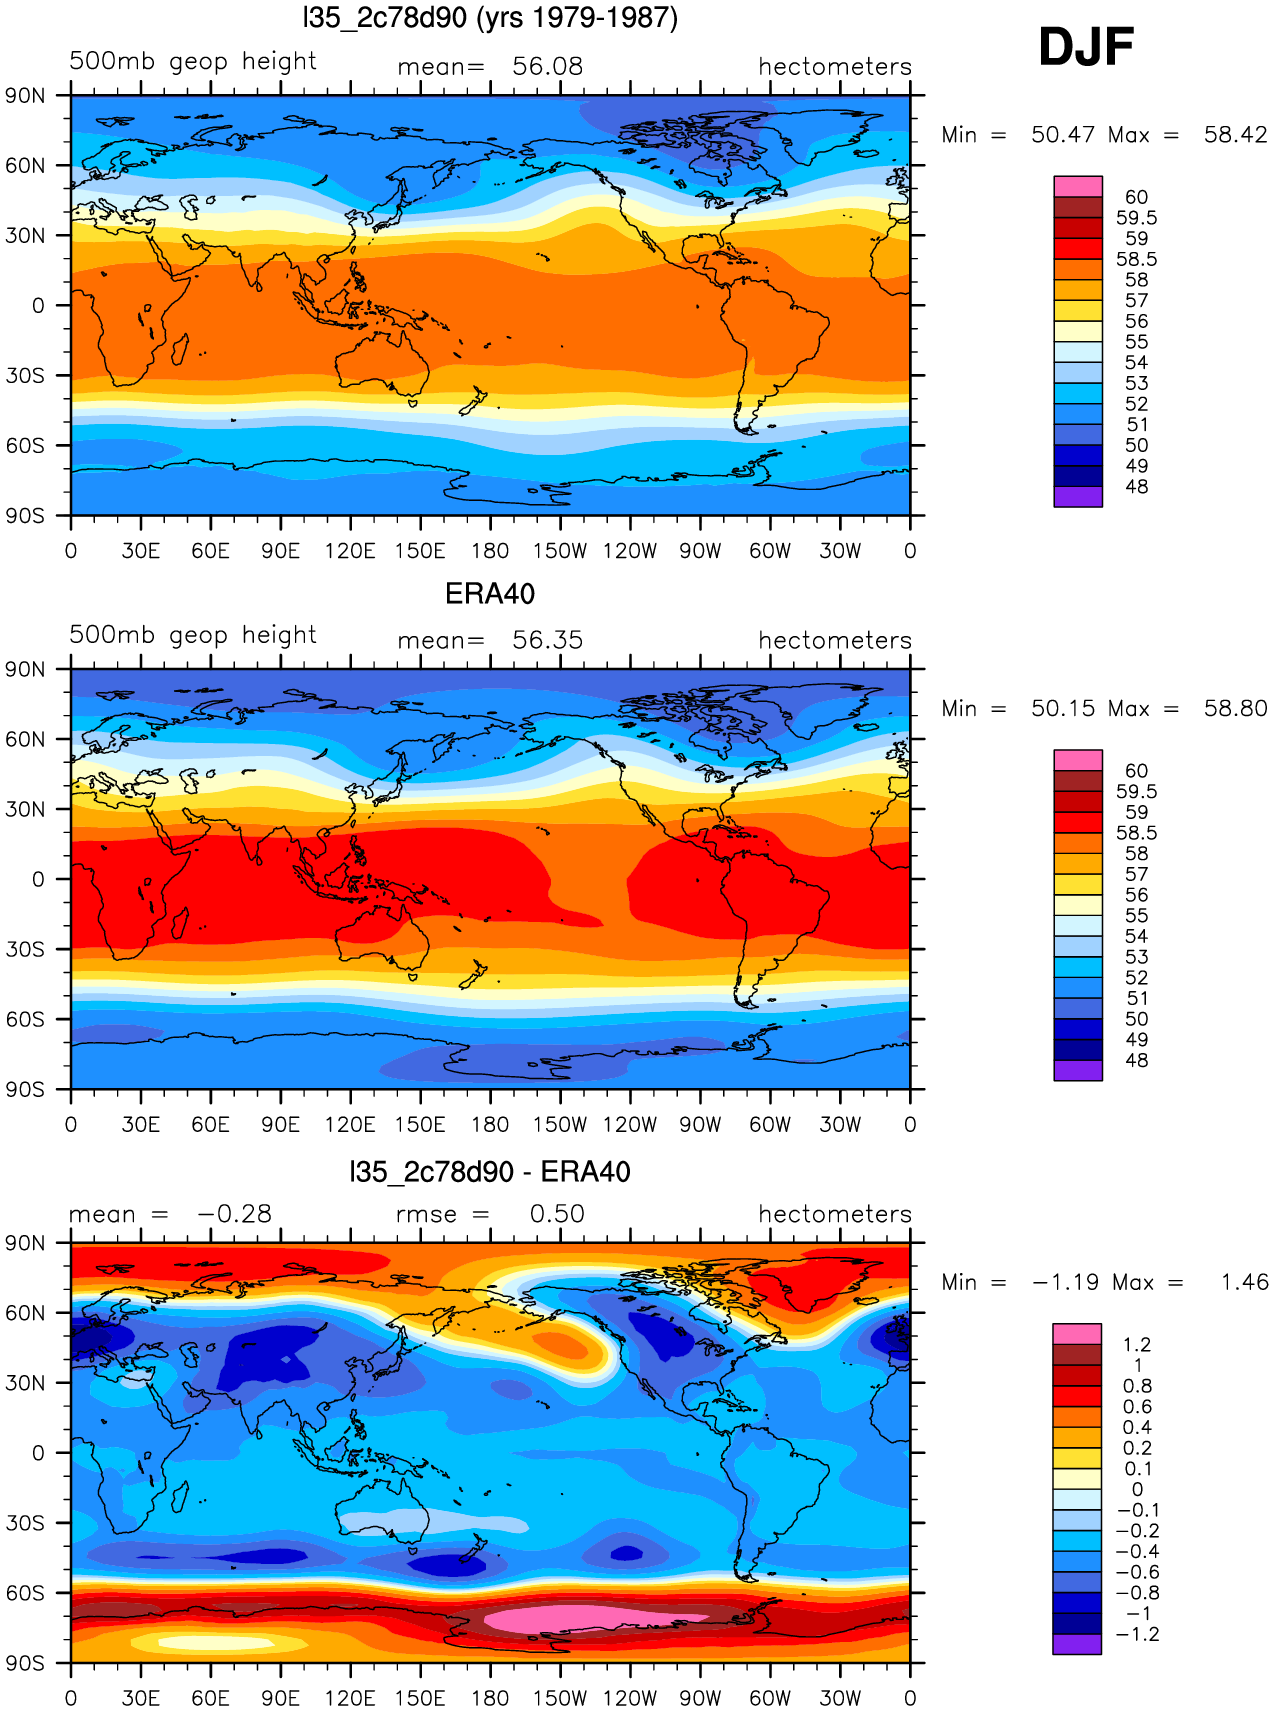 l35_2c78d90 (yrs 1979-1987)
DJF
500mb geop height mean= 56.08 hectometers
Min = 50.47 Max = 58.42
90N
60N
30N
0
30S
60S
90S
0 30E 60E 90E 120E 150E 180 150W 120W 90W 60W 30W 0
60
59.5
59
58.5
58
57
56
55
54
53
52
51
50
49
48
ERA40
500mb geop height mean= 56.35 hectometers
Min = 50.15 Max = 58.80
90N
60N
30N
0
30S
60S
90S
0 30E 60E 90E 120E 150E 180 150W 120W 90W 60W 30W 0
60
59.5
59
58.5
58
57
56
55
54
53
52
51
50
49
48
l35_2c78d90 - ERA40
mean = -0.28 rmse = 0.50 hectometers
Min = -1.19 Max = 1.46
90N
60N
30N
0
30S
60S
90S
0 30E 60E 90E 120E 150E 180 150W 120W 90W 60W 30W 0
1.2
1
0.8
0.6
0.4
0.2
0.1
0
-0.1
-0.2
-0.4
-0.6
-0.8
-1
-1.2